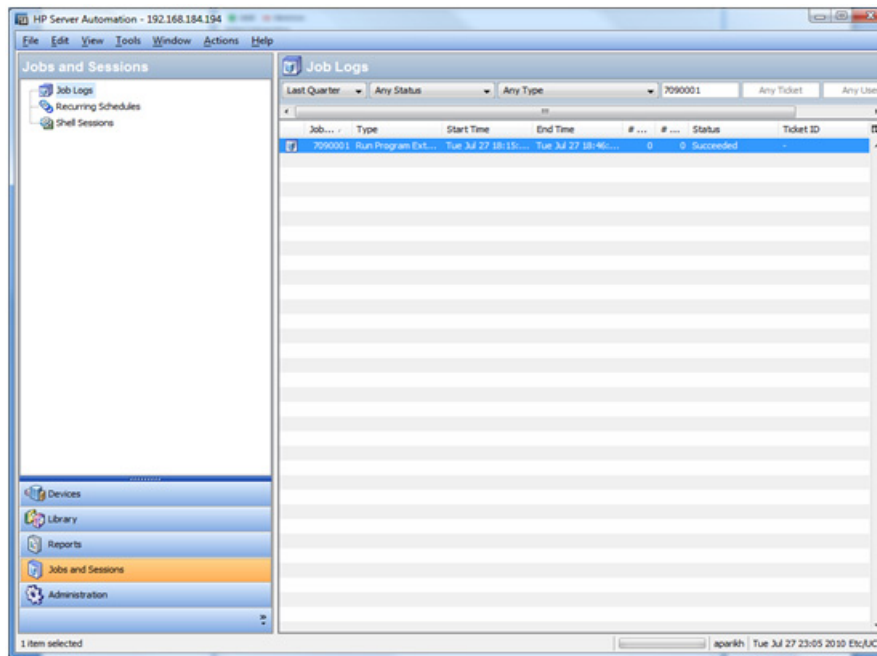 HP Server Automation - 192.168.184.194
File Edit View Tools Window Actions Help
Jobs and Sessions
Job Logs
Recurring Schedules
Shell Sessions
Devices
Library
Reports
Jobs and Sessions
Administration
Job Logs
Last Quarter Any Status Any Type 7090001 Any Ticket Any Use
Job... Type Start Time End Time # ... # ... Status Ticket ID
7090001 Run Program Ext... Tue Jul 27 18:15:... Tue Jul 27 18:46:... 0 0 Succeeded -
1 item selected aparikh Tue Jul 27 23:05 2010 Etc/UC